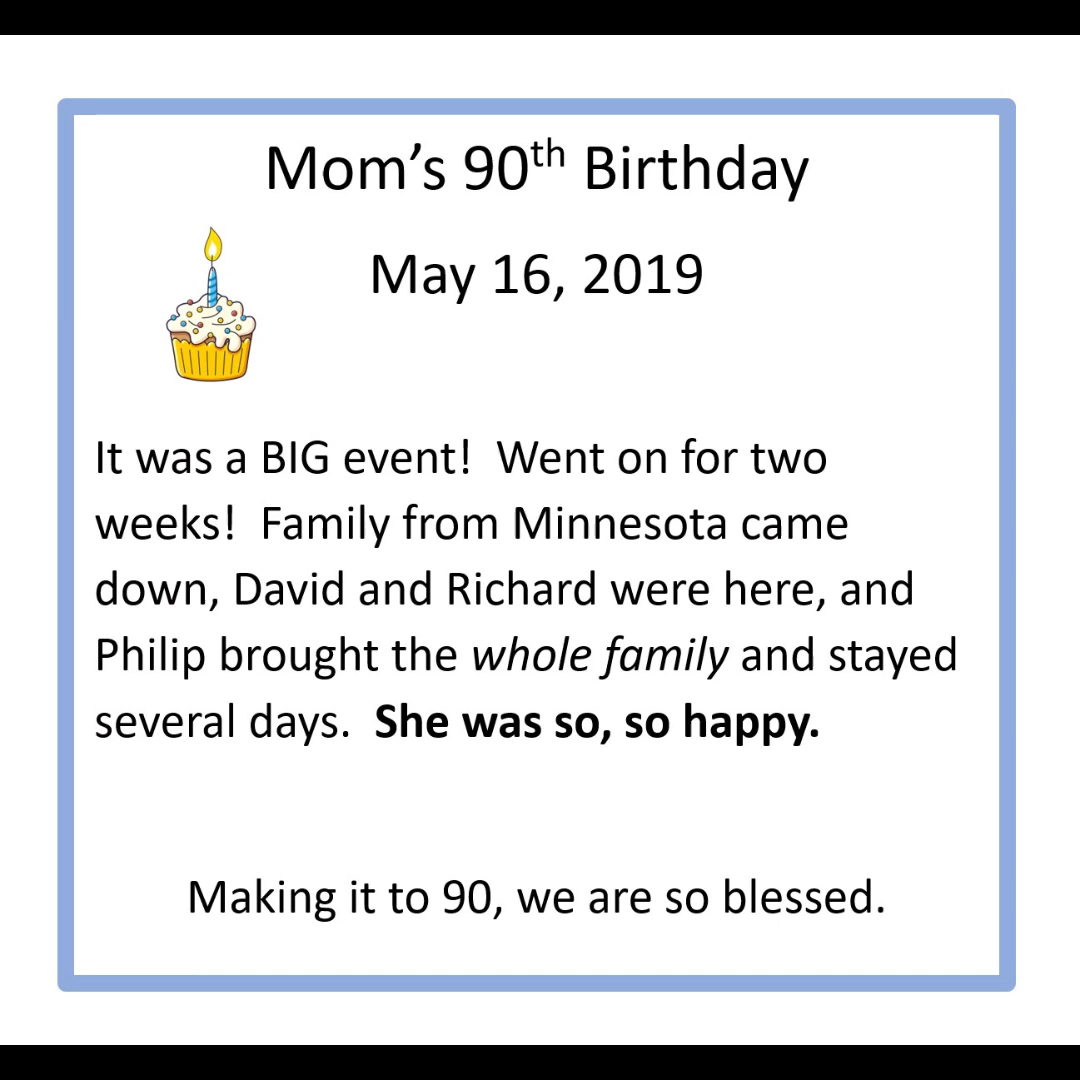 Mom’s 90th Birthday
May 16, 2019
It was a BIG event!  Went on for two
weeks!  Family from Minnesota came
down, David and Richard were here, and
Philip brought the whole family and stayed
several days.  She was so, so happy.
Making it to 90, we are so blessed.